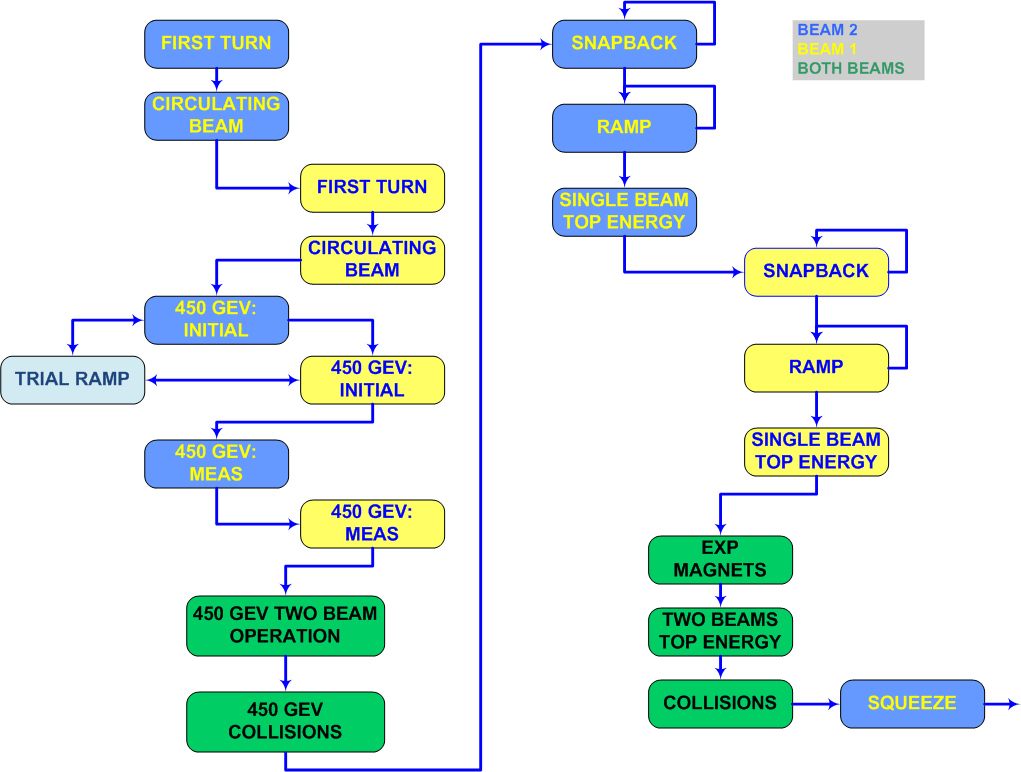 FIRST TURN
CIRCULATING
BEAM
FIRST TURN
CIRCULATING
BEAM
450 GEV:
INITIAL
TRIAL RAMP
450 GEV:
INITIAL
450 GEV:
MEAS
450 GEV:
MEAS
450 GEV TWO BEAM
OPERATION
450 GEV
COLLISIONS
SNAPBACK
RAMP
SINGLE BEAM
TOP ENERGY
SNAPBACK
RAMP
SINGLE BEAM
TOP ENERGY
EXP
MAGNETS
TWO BEAMS
TOP ENERGY
COLLISIONS
SQUEEZE
BEAM 2
BEAM 1
BOTH BEAMS